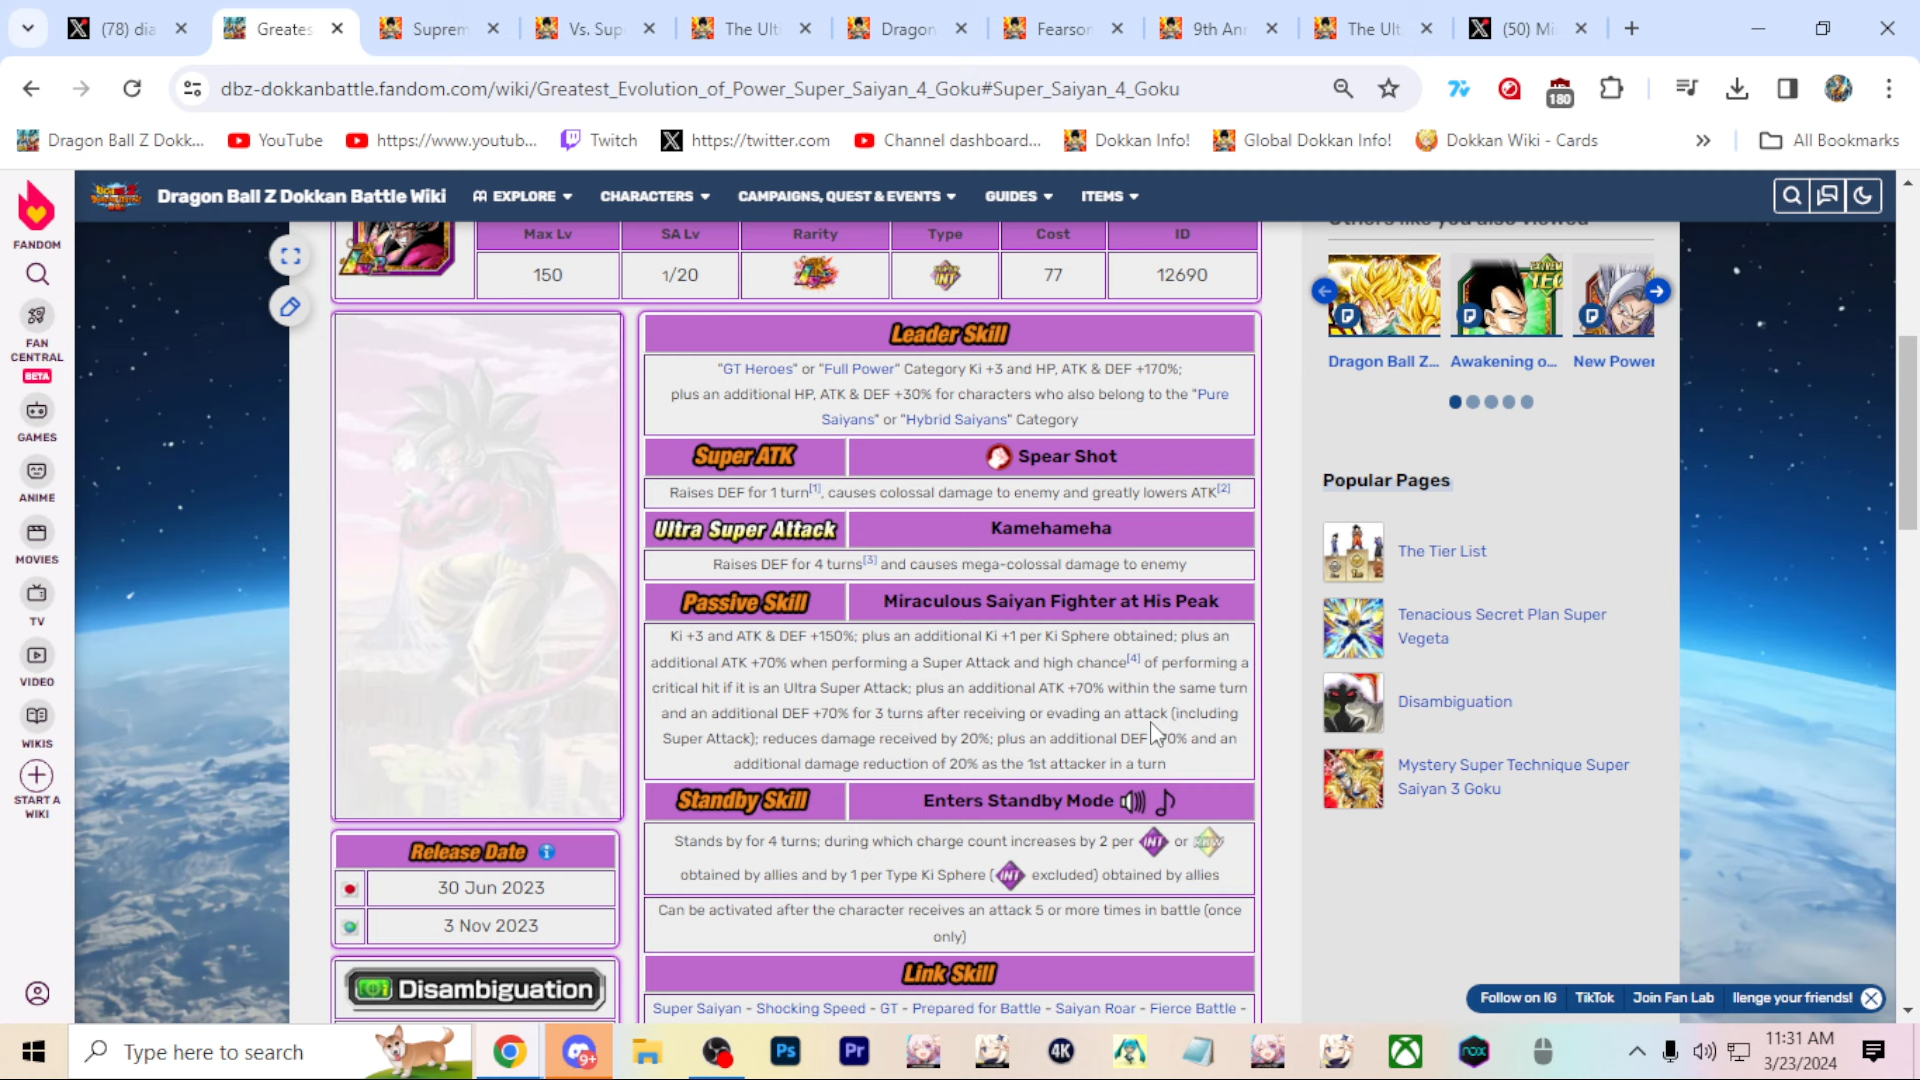 (78) dia
Greates
Suprem
Vs. Sup
The Ult
Dragon
Fearsor
9th Ann
The Ult
(50) Mi
dbz-dokkanbattle.fandom.com/wiki/Greatest_Evolution_of_Power_Super_Saiyan_4_Goku#Super_Saiyan_4_Goku
180
Dragon Ball Z Dokk...
YouTube
https://www.youtub...
Twitch
https://twitter.com
Channel dashboard...
Dokkan Info!
Global Dokkan Info!
Dokkan Wiki - Cards
All Bookmarks
Dragon Ball Z Dokkan Battle Wiki
EXPLORE
CHARACTERS
CAMPAIGNS, QUEST & EVENTS
GUIDES
ITEMS
FANDOM
FAN
CENTRAL
BETA
GAMES
ANIME
MOVIES
TV
VIDEO
WIKIS
START A
WIKI
Max Lv
SA Lv
Rarity
Type
Cost
ID
150
1/20
INT
77
12690
Leader Skill
"GT Heroes" or "Full Power" Category Ki +3 and HP, ATK & DEF +170%;
plus an additional HP, ATK & DEF +30% for characters who also belong to the "Pure
Saiyans" or "Hybrid Saiyans" Category
Super ATK
Spear Shot
Raises DEF for 1 turn[1], causes colossal damage to enemy and greatly lowers ATK[2]
Ultra Super Attack
Kamehameha
Raises DEF for 4 turns[3] and causes mega-colossal damage to enemy
Passive Skill
Miraculous Saiyan Fighter at His Peak
Ki +3 and ATK & DEF +150%; plus an additional Ki +1 per Ki Sphere obtained; plus an
additional ATK +70% when performing a Super Attack and high chance[4] of performing a
critical hit if it is an Ultra Super Attack; plus an additional ATK +70% within the same turn
and an additional DEF +70% for 3 turns after receiving or evading an attack (including
Super Attack); reduces damage received by 20%; plus an additional DEF +70% and an
additional damage reduction of 20% as the 1st attacker in a turn
Standby Skill
Enters Standby Mode
Stands by for 4 turns; during which charge count increases by 2 per INT or RBW
obtained by allies and by 1 per Type Ki Sphere (INT excluded) obtained by allies
Can be activated after the character receives an attack 5 or more times in battle (once
only)
Link Skill
Super Saiyan - Shocking Speed - GT - Prepared for Battle - Saiyan Roar - Fierce Battle -
Release Date
30 Jun 2023
3 Nov 2023
Disambiguation
Others like you also viewed
Dragon Ball Z...
Awakening o...
New Power
Popular Pages
The Tier List
Tenacious Secret Plan Super
Vegeta
Disambiguation
Mystery Super Technique Super
Saiyan 3 Goku
Follow on IG
TikTok
Join Fan Lab
llenge your friends!
Type here to search
9+
Ps
Pr
4K
nox
11:31 AM
3/23/2024